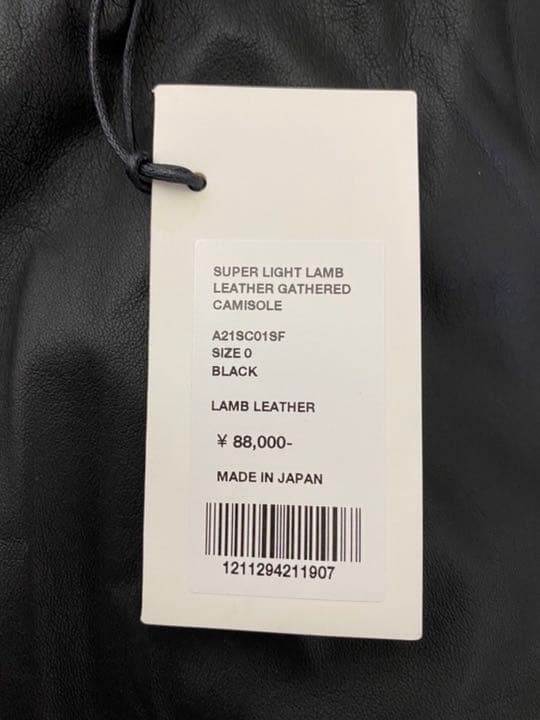 SUPER LIGHT LAMB
LEATHER GATHERED
CAMISOLE
A21SC01SF
SIZE 0
BLACK
LAMB LEATHER
¥ 88,000-
MADE IN JAPAN
1211294211907